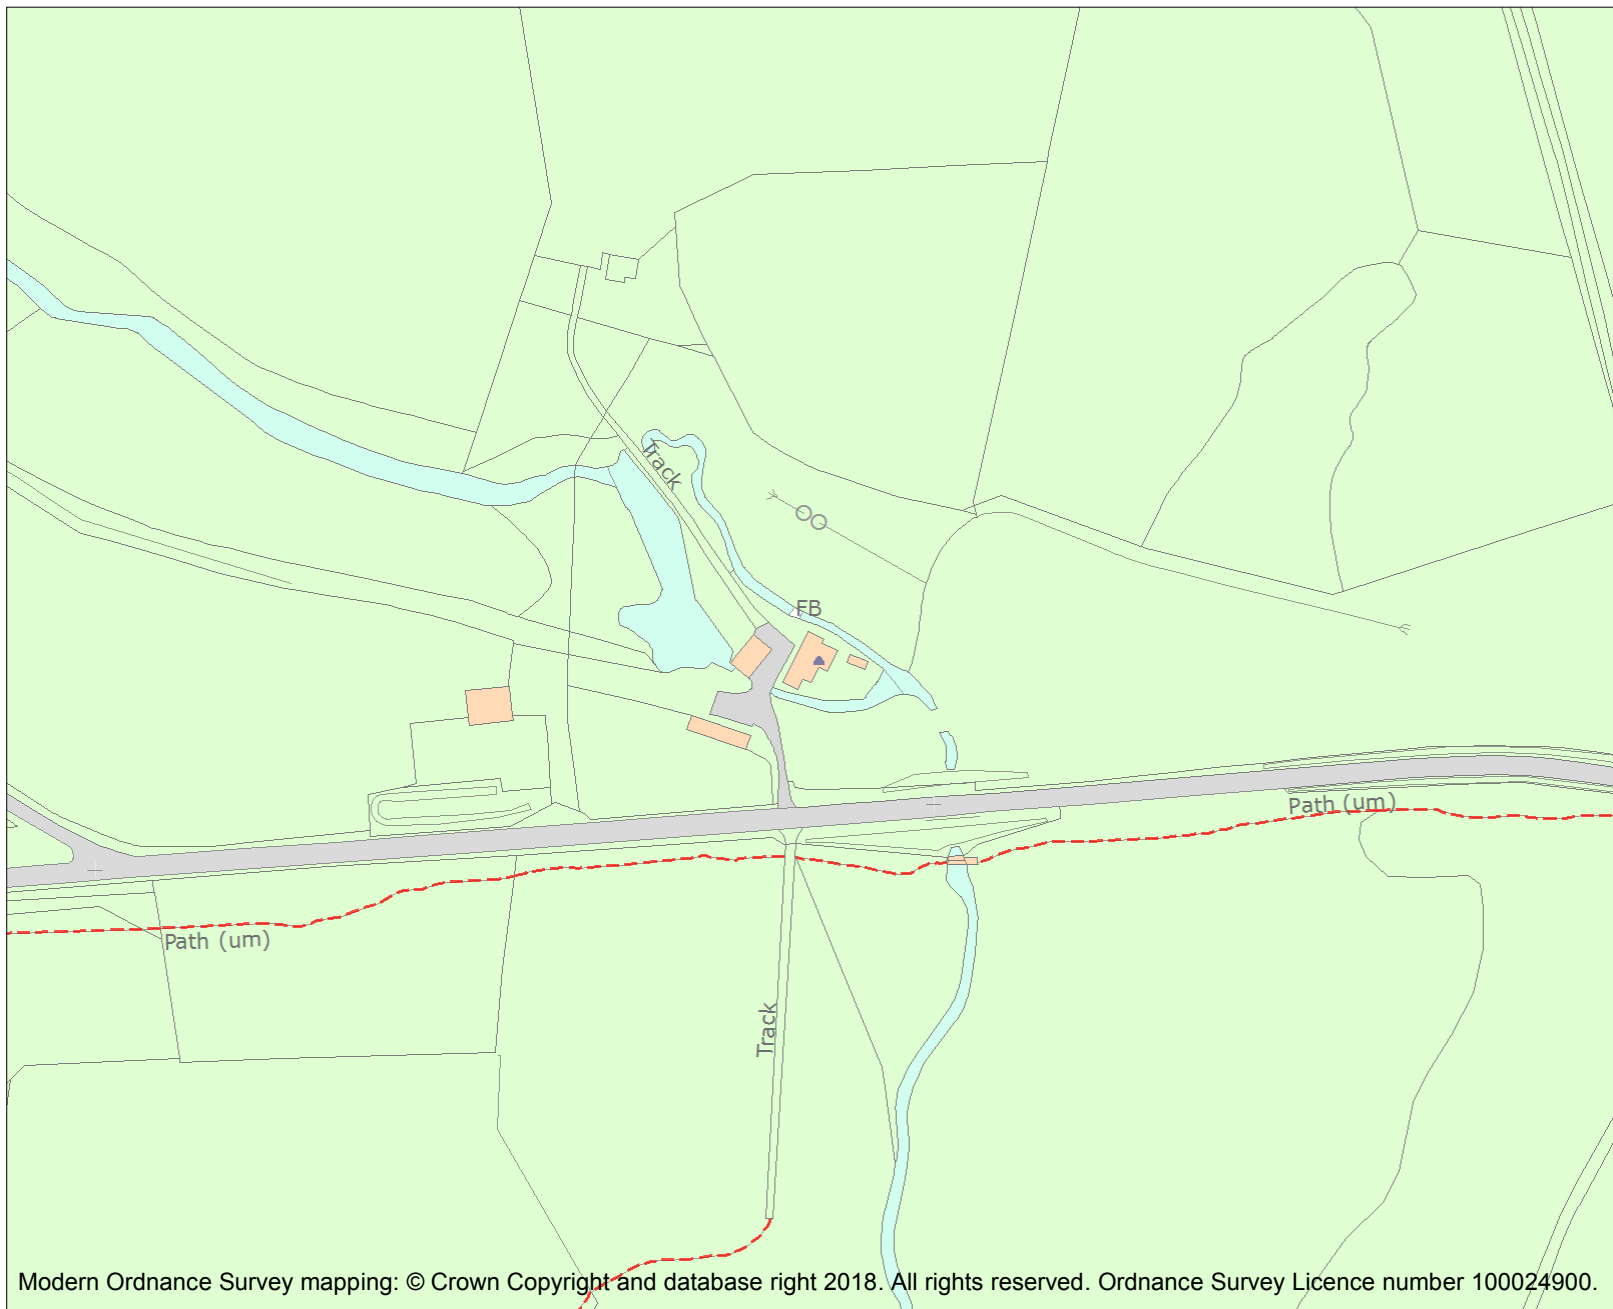 Track
FB
Path (um)
Path (um)
Track
Modern Ordnance Survey mapping: © Crown Copyright and database right 2018. All rights reserved. Ordnance Survey Licence number 100024900.